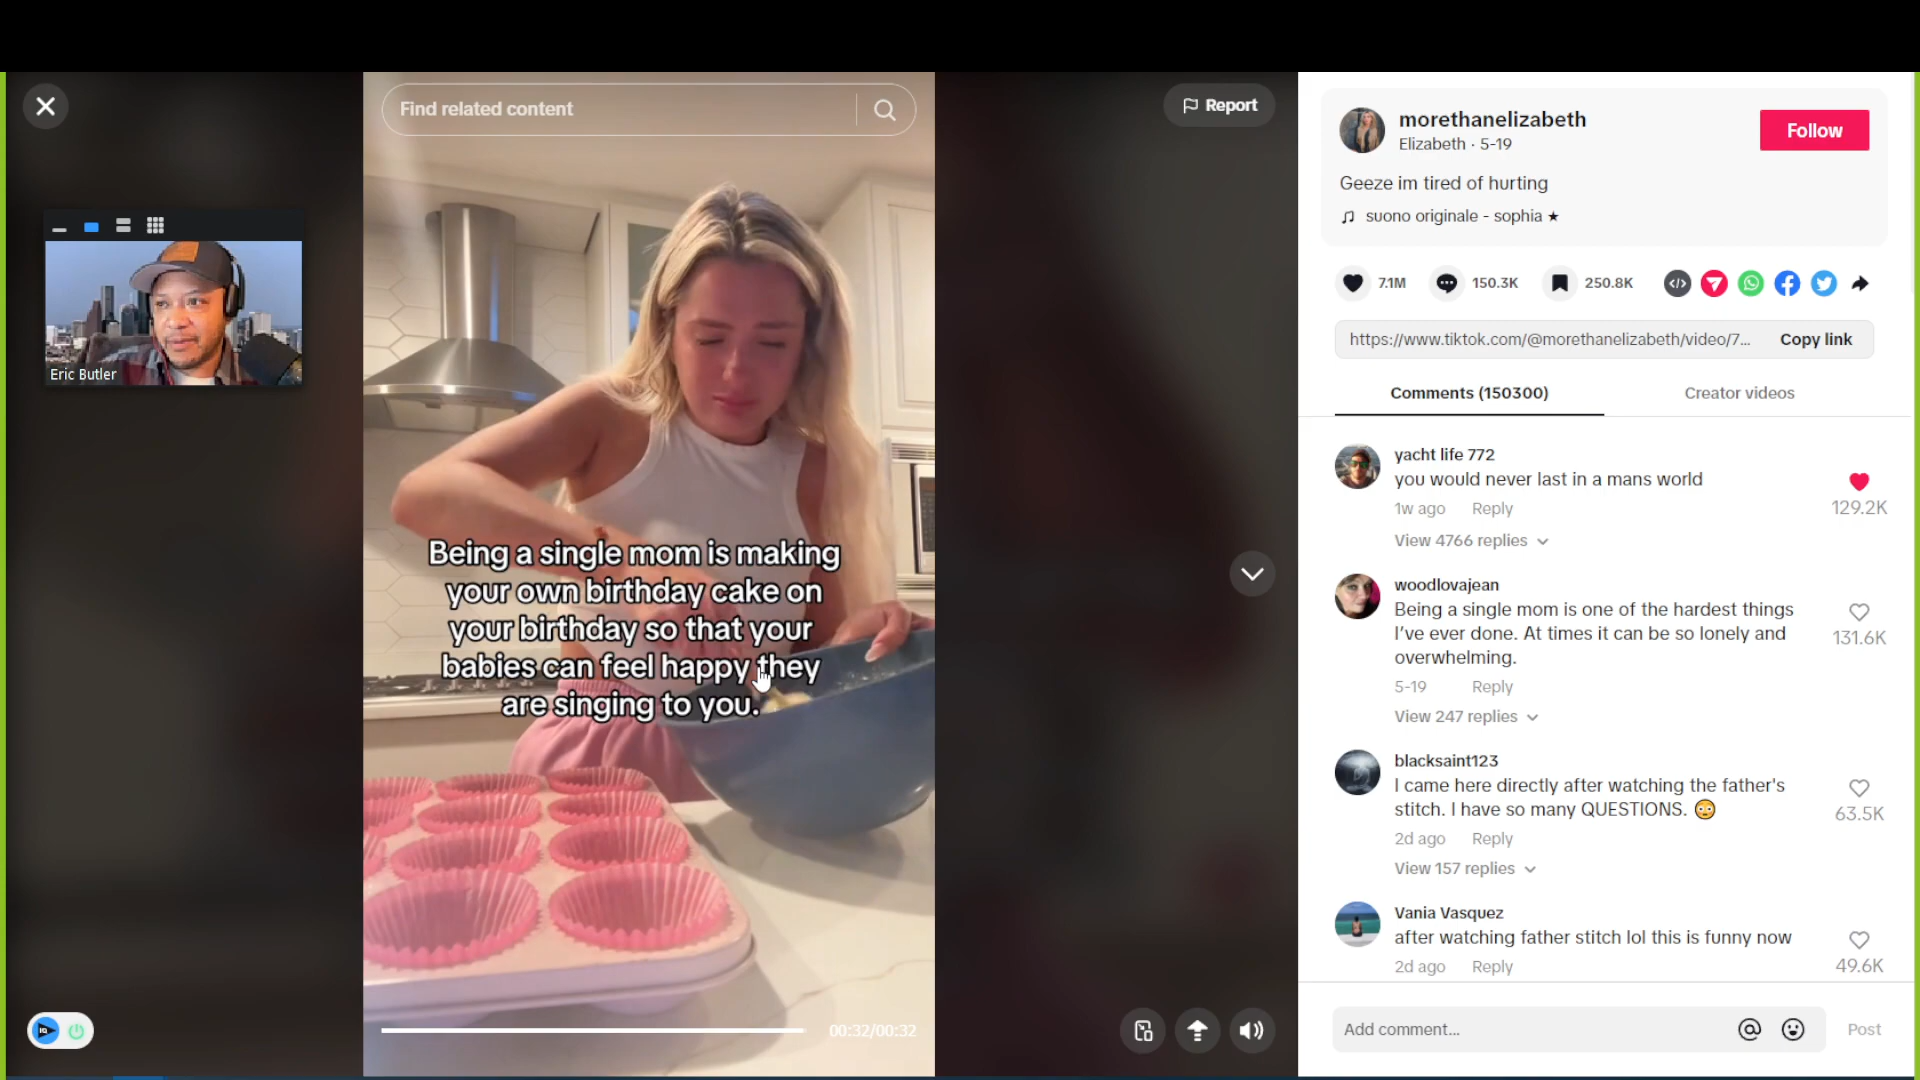 Find related content
Report
Eric Butler
Being a single mom is making
your own birthday cake on
your birthday so that your
babies can feel happy they
are singing to you.
00:32/00:32
morethanelizabeth
Elizabeth · 5-19
Follow
Geeze im tired of hurting
suono originale - sophia ★
7.1M
150.3K
250.8K
https://www.tiktok.com/@morethanelizabeth/video/7...
Copy link
Comments (150300)
Creator videos
yacht life 772
you would never last in a mans world
1w ago Reply
129.2K
View 4766 replies
woodlovajean
Being a single mom is one of the hardest things
I've ever done. At times it can be so lonely and
overwhelming.
131.6K
5-19 Reply
View 247 replies
blacksaint123
I came here directly after watching the father's
stitch. I have so many QUESTIONS. 😳
63.5K
2d ago Reply
View 157 replies
Vania Vasquez
after watching father stitch lol this is funny now
2d ago Reply
49.6K
Add comment...
Post